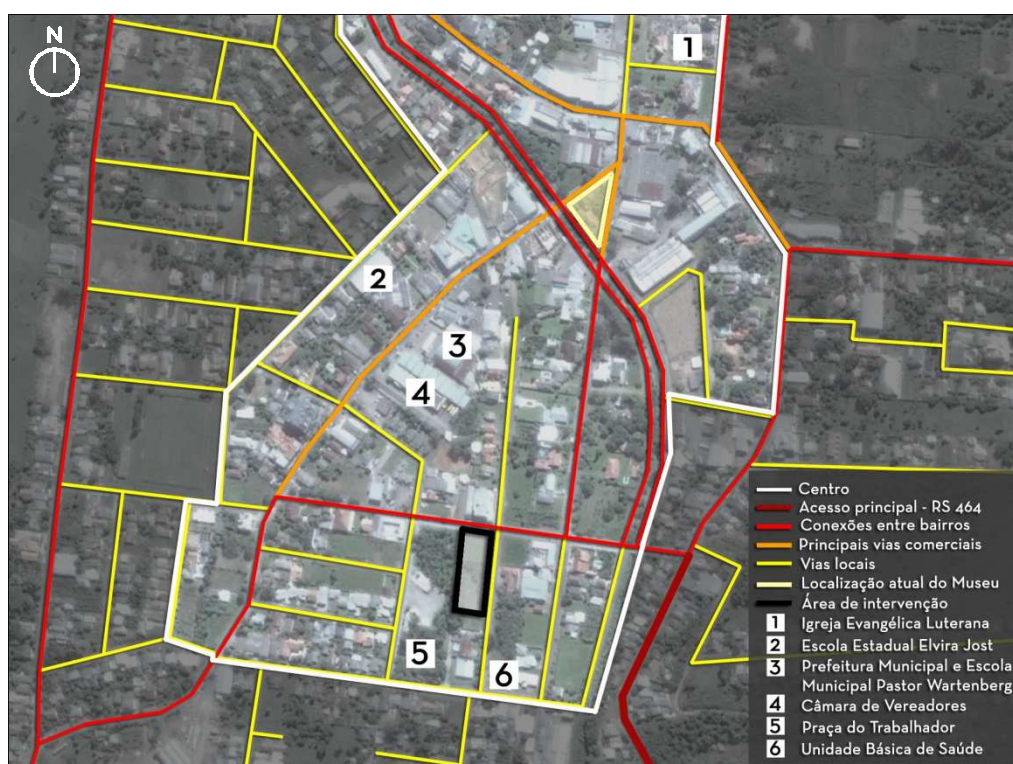 N
1
2
3
4
5
6
Centro
Acesso principal - RS 464
Conexões entre bairros
Principais vias comerciais
Vias locais
Localização atual do Museu
Área de intervenção
1 Igreja Evangélica Luterana
2 Escola Estadual Elvira Jost
3 Prefeitura Municipal e Escola
Municipal Pastor Wartenberg
4 Câmara de Vereadores
5 Praça do Trabalhador
6 Unidade Básica de Saúde